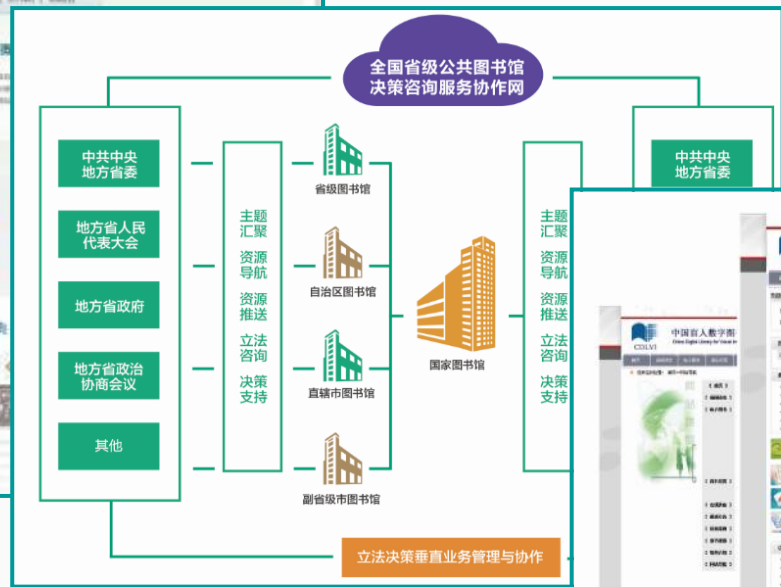 全国省级公共图书馆
决策咨询服务协作网
中共中央
地方省委
地方省人民
代表大会
地方省政府
地方省政治
协商会议
其他
主题
汇聚
资源
导航
资源
推送
立法
咨询
决策
支持
省级图书馆
自治区图书馆
直辖市图书馆
副省级市图书馆
国家图书馆
主题
汇聚
资源
导航
资源
推送
立法
咨询
决策
支持
中共中央
地方省委
立法决策垂直业务管理与协作
中国盲人数字图
CDLVI